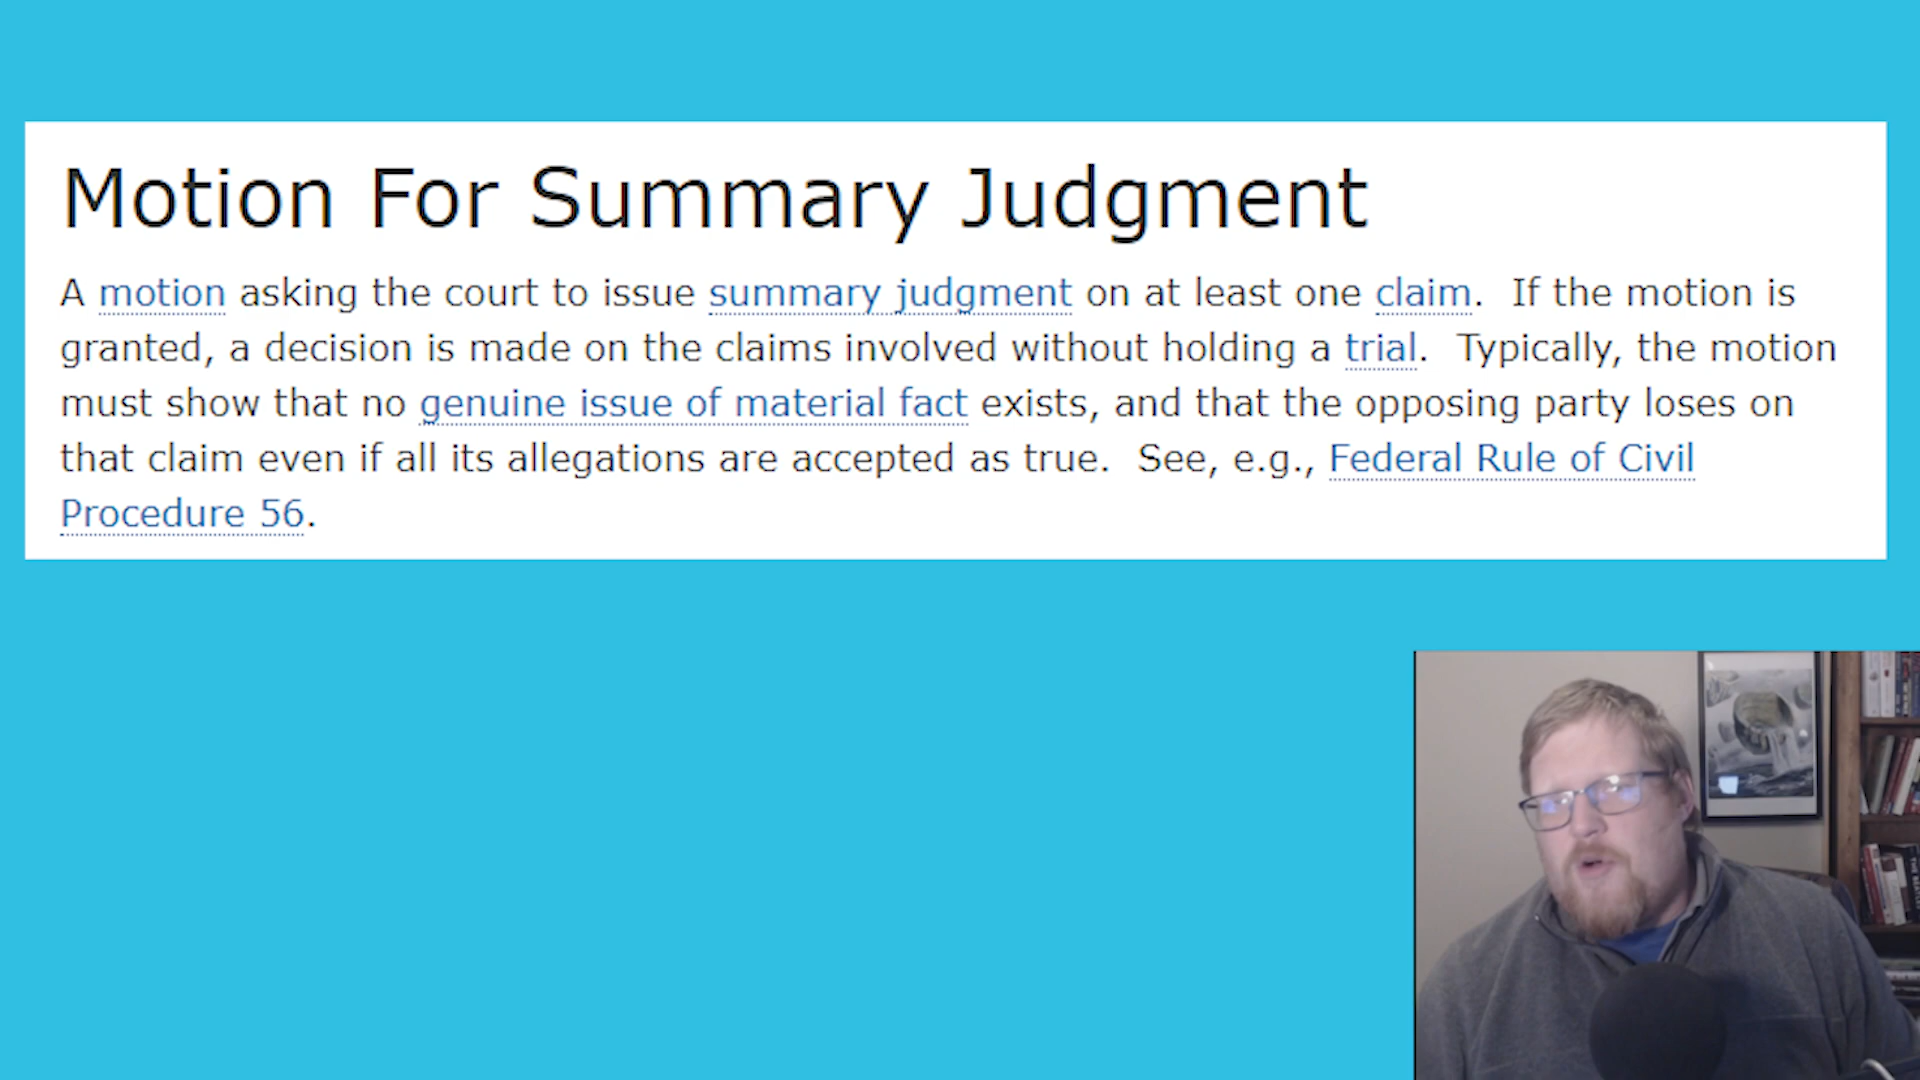 Motion For Summary Judgment
A motion asking the court to issue summary judgment on at least one claim.  If the motion is
granted, a decision is made on the claims involved without holding a trial.  Typically, the motion
must show that no genuine issue of material fact exists, and that the opposing party loses on
that claim even if all its allegations are accepted as true.  See, e.g., Federal Rule of Civil
Procedure 56.